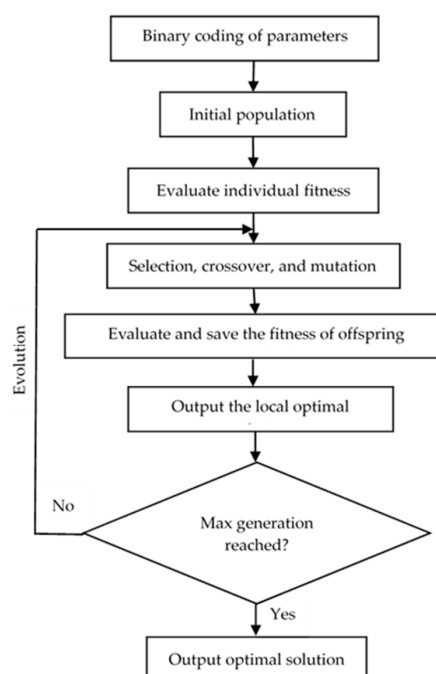 Binary coding of parameters
Initial population
Evaluate individual fitness
Selection, crossover, and mutation
Evaluate and save the fitness of offspring
Output the local optimal
Evolution
No
Max generation
reached?
Yes
Output optimal solution